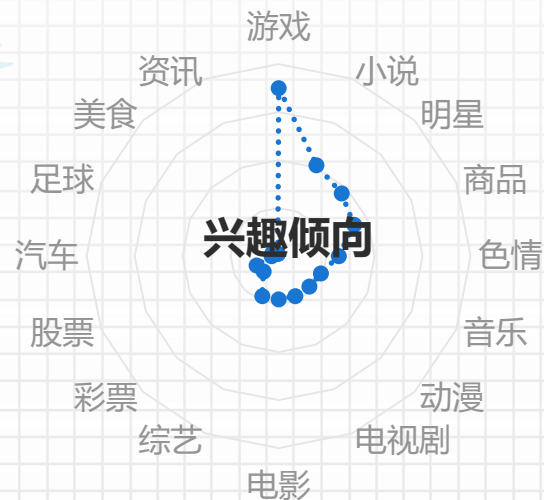 游戏
资讯
小说
美食
明星
足球
商品
兴趣倾向
汽车
色情
股票
音乐
彩票
动漫
综艺
电视剧
电影